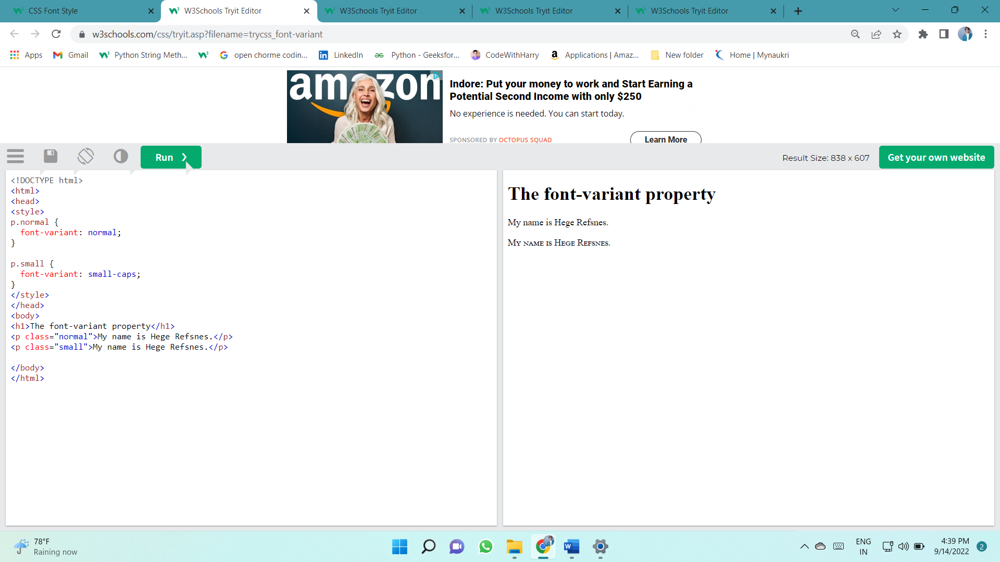 CSS Font Style
W3Schools Tryit Editor
W3Schools Tryit Editor
W3Schools Tryit Editor
W3Schools Tryit Editor
w3schools.com/css/tryit.asp?filename=trycss_font-variant
Apps
Gmail
Python String Meth...
open chorme codin...
LinkedIn
Python - Geeksfor...
CodeWithHarry
Applications | Amaz...
New folder
Home | Mynaukri
amazon
Indore: Put your money to work and Start Earning a
Potential Second Income with only $250
No experience is needed. You can start today.
SPONSORED BY OCTOPUS SQUAD
Learn More
Run ❯
Result Size: 838 x 607
Get your own website
<!DOCTYPE html>
<html>
<head>
<style>
p.normal {
  font-variant: normal;
}
p.small {
  font-variant: small-caps;
}
</style>
</head>
<body>
<h1>The font-variant property</h1>
<p class="normal">My name is Hege Refsnes.</p>
<p class="small">My name is Hege Refsnes.</p>
</body>
</html>
The font-variant property
My name is Hege Refsnes.
My name is Hege Refsnes.
78°F
Raining now
ENG
IN
4:39 PM
9/14/2022
2